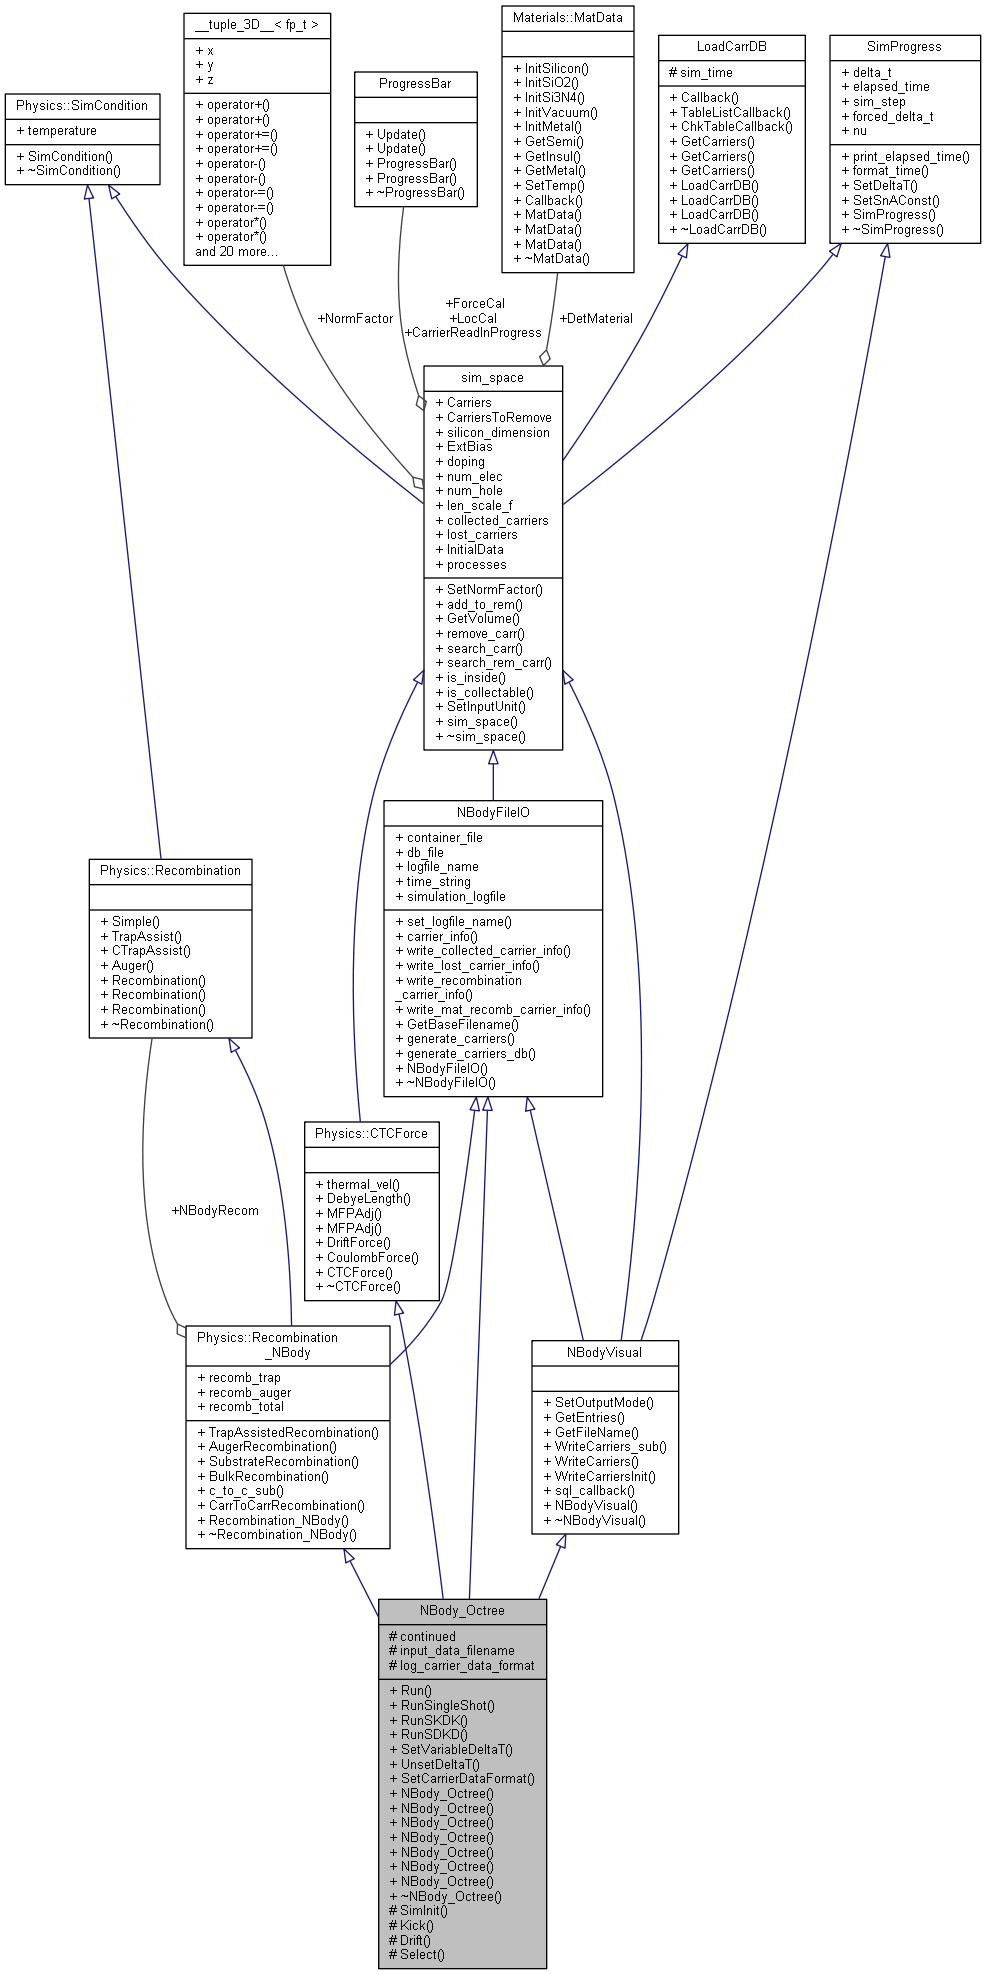 __tuple_3D__< fp_t >
+ x
+ y
+ z
+ operator+()
+ operator+()
+ operator+=()
+ operator+=()
+ operator-()
+ operator-()
+ operator-=()
+ operator-=()
+ operator*()
+ operator*()
and 20 more...
Materials::MatData
+ InitSilicon()
+ InitSiO2()
+ InitSi3N4()
+ InitVacuum()
+ InitMetal()
+ GetSemi()
+ GetInsul()
+ GetMetal()
+ SetTemp()
+ Callback()
+ MatData()
+ MatData()
+ MatData()
+ ~MatData()
LoadCarrDB
# sim_time
+ Callback()
+ TableListCallback()
+ ChkTableCallback()
+ GetCarriers()
+ GetCarriers()
+ GetCarriers()
+ LoadCarrDB()
+ LoadCarrDB()
+ LoadCarrDB()
+ ~LoadCarrDB()
SimProgress
+ delta_t
+ elapsed_time
+ sim_step
+ forced_delta_t
+ nu
+ print_elapsed_time()
+ format_time()
+ SetDeltaT()
+ SetSnAConst()
+ SimProgress()
+ ~SimProgress()
ProgressBar
+ Update()
+ Update()
+ ProgressBar()
+ ProgressBar()
+ ~ProgressBar()
Physics::SimCondition
+ temperature
+ SimCondition()
+ ~SimCondition()
+NormFactor
+ForceCal
+LocCal
+CarrierReadInProgress
+DetMaterial
sim_space
+ Carriers
+ CarriersToRemove
+ silicon_dimension
+ ExtBias
+ doping
+ num_elec
+ num_hole
+ len_scale_f
+ collected_carriers
+ lost_carriers
+ InitialData
+ processes
+ SetNormFactor()
+ add_to_rem()
+ GetVolume()
+ remove_carr()
+ search_carr()
+ search_rem_carr()
+ is_inside()
+ is_collectable()
+ SetInputUnit()
+ sim_space()
+ ~sim_space()
NBodyFileIO
+ container_file
+ db_file
+ logfile_name
+ time_string
+ simulation_logfile
+ set_logfile_name()
+ carrier_info()
+ write_collected_carrier_info()
+ write_lost_carrier_info()
+ write_recombination
_carrier_info()
+ write_mat_recomb_carrier_info()
+ GetBaseFilename()
+ generate_carriers()
+ generate_carriers_db()
+ NBodyFileIO()
+ ~NBodyFileIO()
Physics::Recombination
+ Simple()
+ TrapAssist()
+ CTrapAssist()
+ Auger()
+ Recombination()
+ Recombination()
+ Recombination()
+ ~Recombination()
Physics::CTCForce
+ thermal_vel()
+ DebyeLength()
+ MFPAdj()
+ MFPAdj()
+ DriftForce()
+ CoulombForce()
+ CTCForce()
+ ~CTCForce()
+NBodyRecom
Physics::Recombination
_NBody
+ recomb_trap
+ recomb_auger
+ recomb_total
+ TrapAssistedRecombination()
+ AugerRecombination()
+ SubstrateRecombination()
+ BulkRecombination()
+ c_to_c_sub()
+ CarrToCarrRecombination()
+ Recombination_NBody()
+ ~Recombination_NBody()
NBodyVisual
+ SetOutputMode()
+ GetEntries()
+ GetFileName()
+ WriteCarriers_sub()
+ WriteCarriers()
+ WriteCarriersInit()
+ sql_callback()
+ NBodyVisual()
+ ~NBodyVisual()
NBody_Octree
# continued
# input_data_filename
# log_carrier_data_format
+ Run()
+ RunSingleShot()
+ RunSKDK()
+ RunSDKD()
+ SetVariableDeltaT()
+ UnsetDeltaT()
+ SetCarrierDataFormat()
+ NBody_Octree()
+ NBody_Octree()
+ NBody_Octree()
+ NBody_Octree()
+ NBody_Octree()
+ NBody_Octree()
+ NBody_Octree()
+ ~NBody_Octree()
# SimInit()
# Kick()
# Drift()
# Select()